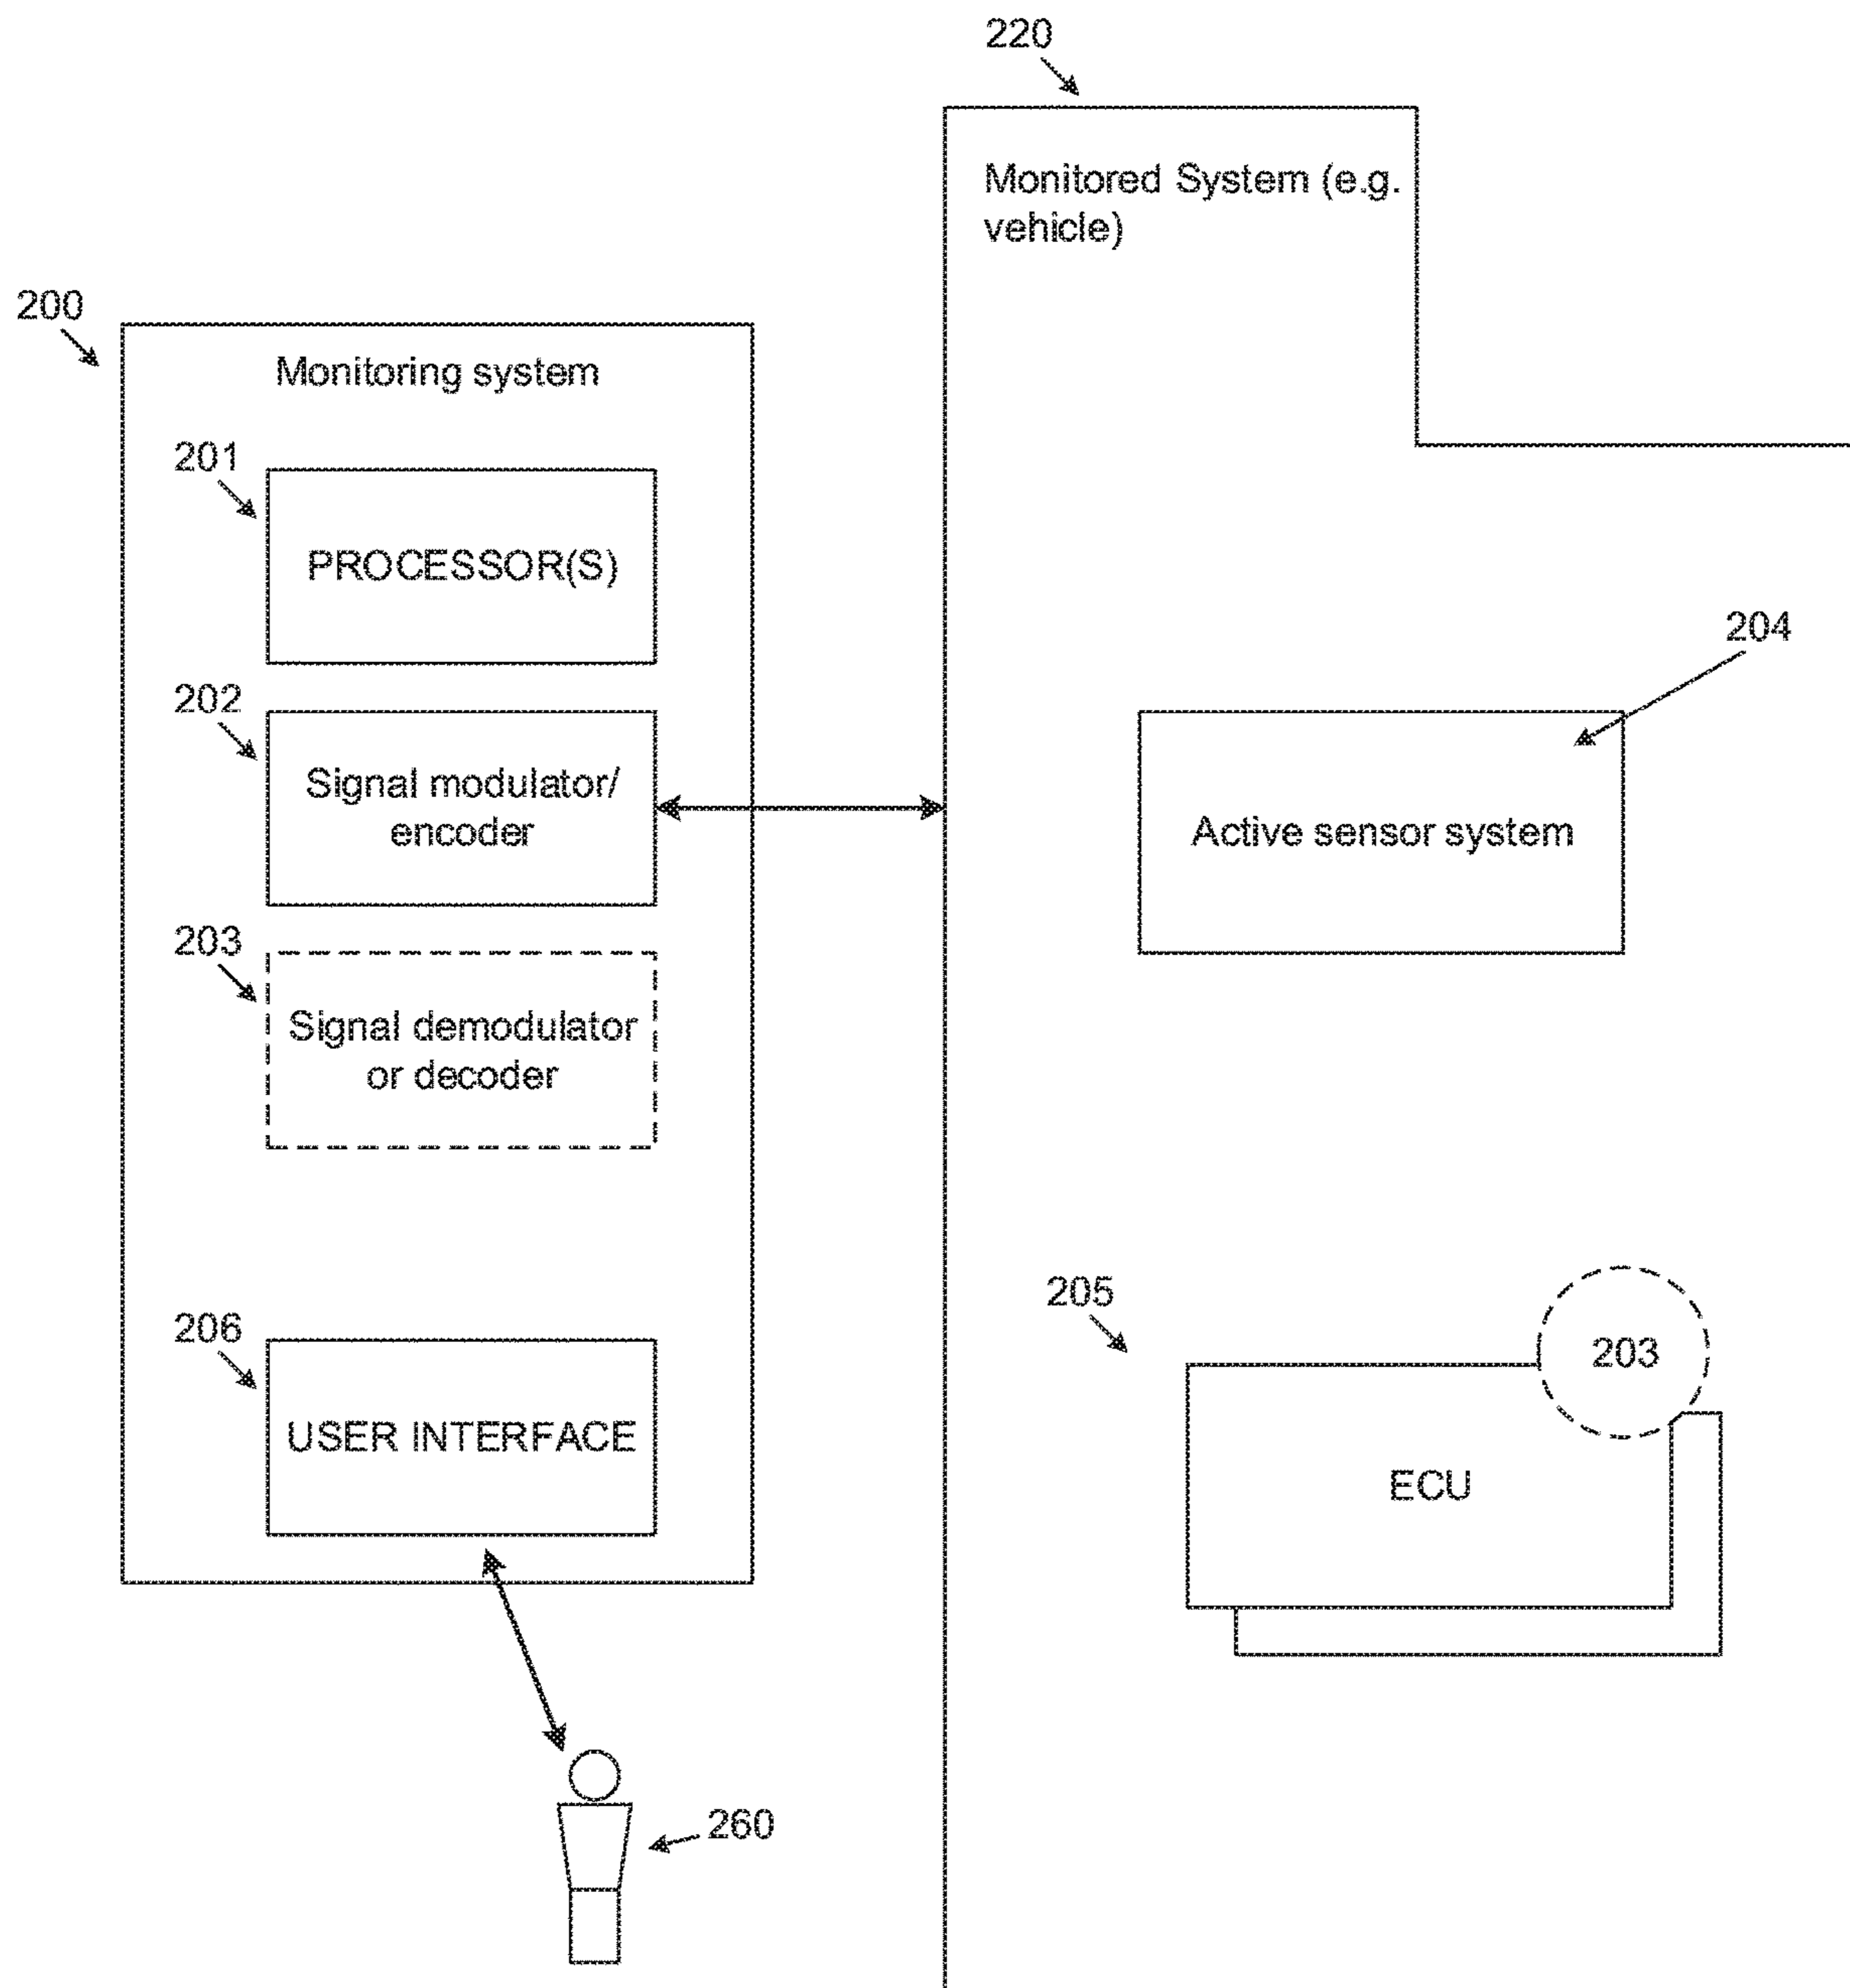 220
Monitored System (e.g.
vehicle)
200
Monitoring system
201
PROCESSOR(S)
204
202
Signal modulator/
encoder
Active sensor system
203
Signal demodulator
or decoder
205
203
206
USER INTERFACE
ECU
260